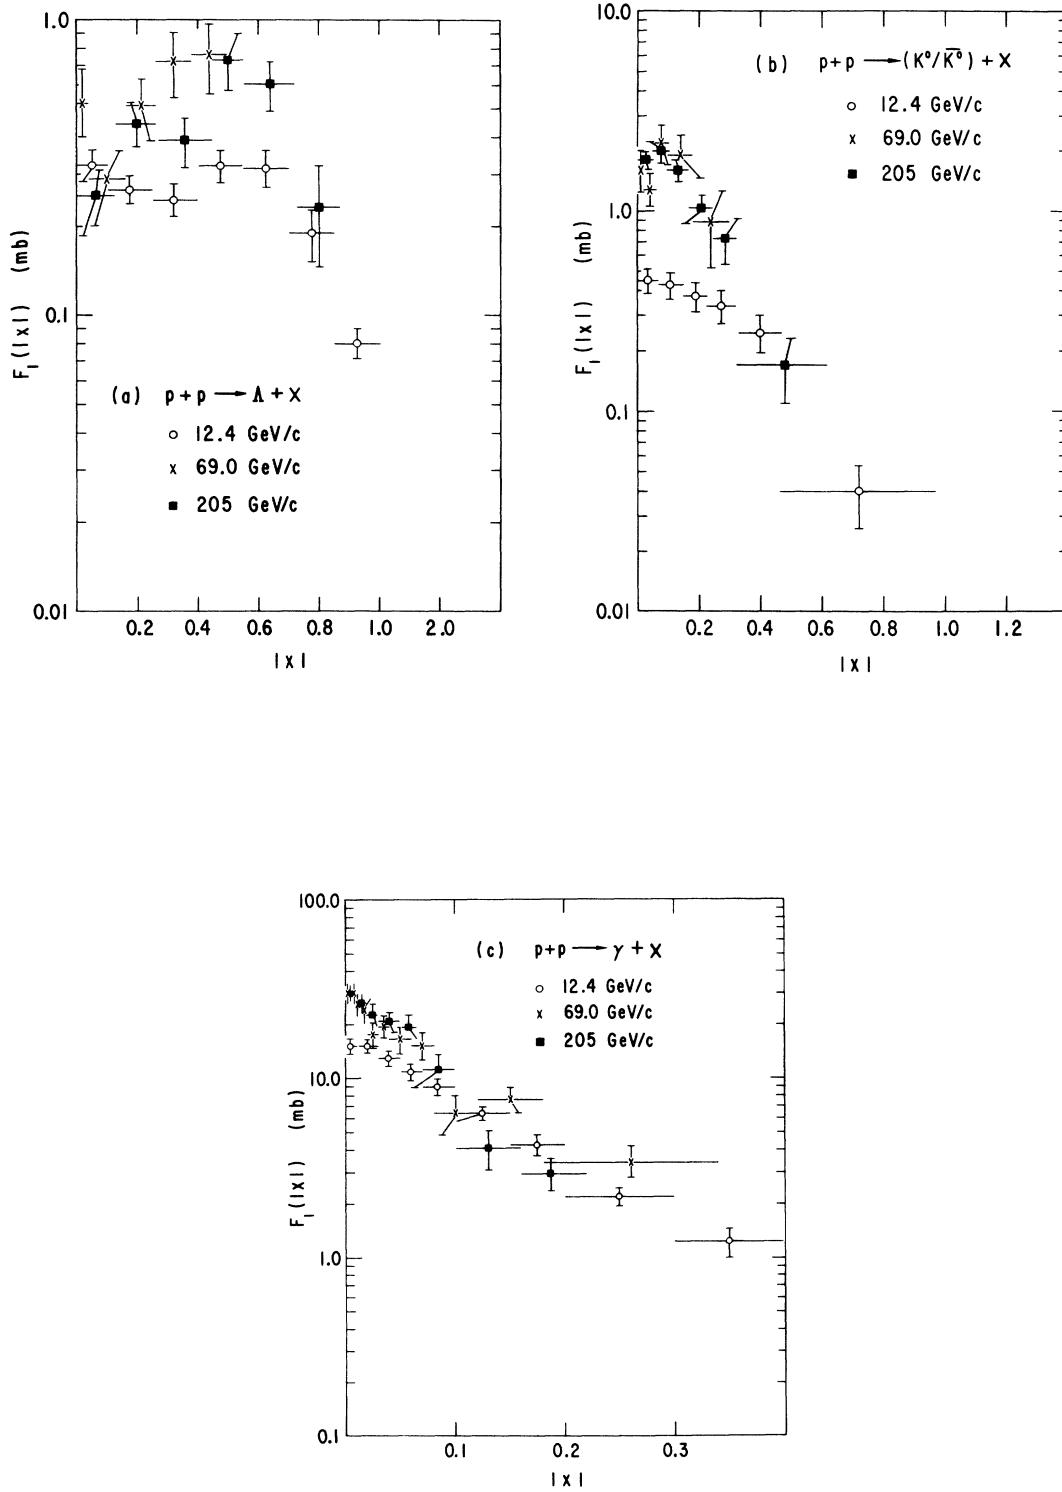 1.0
0.1
0.01
F₁(|x|) (mb)
(a) p+p → Λ + X
12.4 GeV/c
69.0 GeV/c
205 GeV/c
0.2 0.4 0.6 0.8 1.0 2.0
|x|
10.0
1.0
0.1
0.01
F₁(|x|) (mb)
(b) p+p → (K⁰/K̅⁰) + X
12.4 GeV/c
69.0 GeV/c
205 GeV/c
0.2 0.4 0.6 0.8 1.0 1.2
|x|
100.0
10.0
1.0
0.1
F₁(|x|) (mb)
(c) p+p → γ + X
12.4 GeV/c
69.0 GeV/c
205 GeV/c
0.1 0.2 0.3
|x|